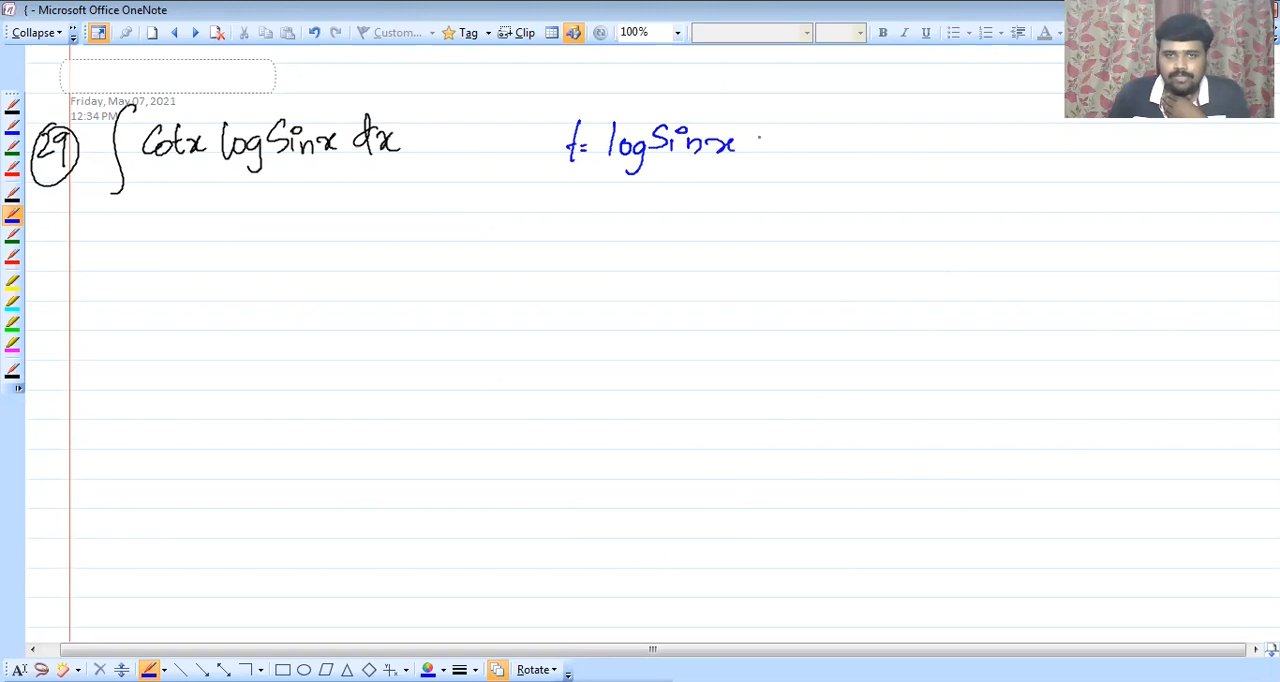 { - Microsoft Office OneNote
Collapse Custom... Tag Clip 100% B I U A
Friday, May 07, 2021
12:34 PM
29 ∫ Cotx log Sinx dx t = log Sinx
A Rotate